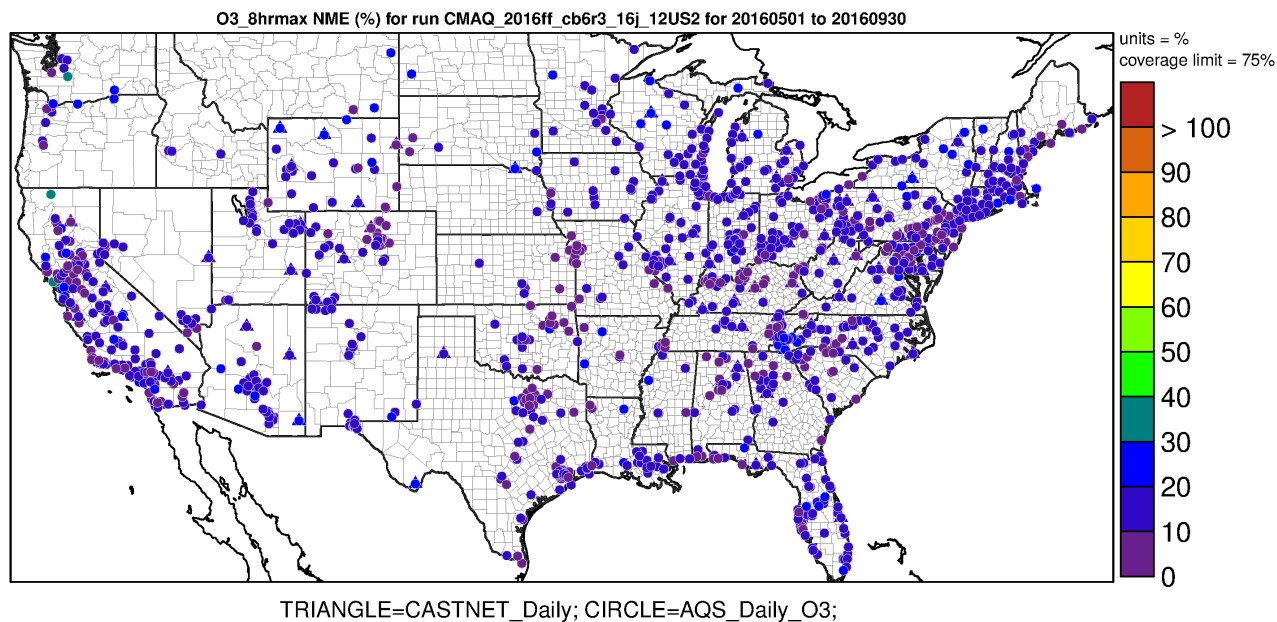 O3_8hrmax NME (%) for run CMAQ_2016ff_cb6r3_16j_12US2 for 20160501 to 20160930
units = %
coverage limit = 75%
> 100
90
80
70
60
50
40
30
20
10
0
TRIANGLE=CASTNET_Daily; CIRCLE=AQS_Daily_O3;